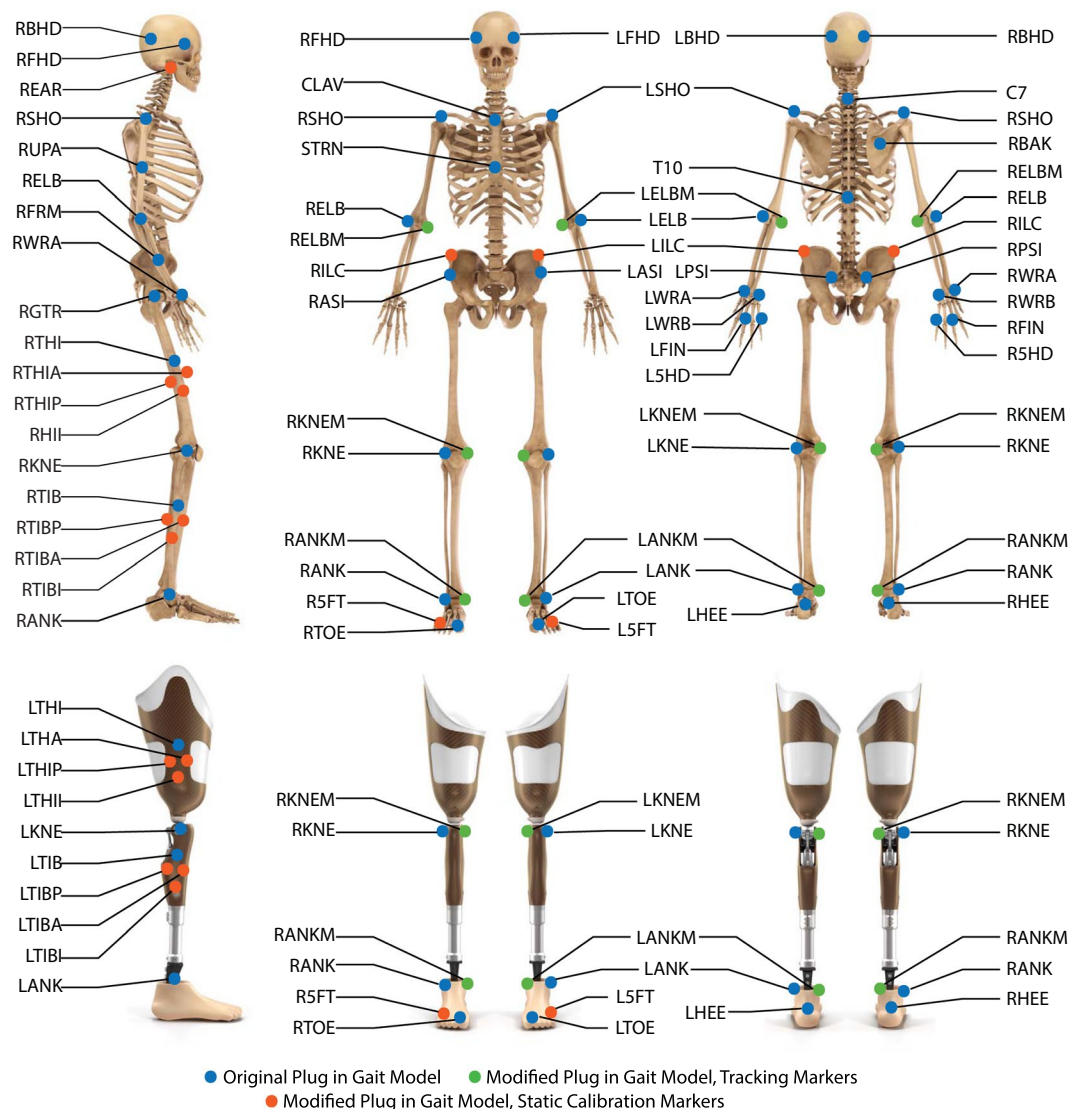 RBHD
RFHD
REAR
RSHO
RUPA
RELB
RFRM
RWRA
RGTR
RTHI
RTHIA
RTHIP
RHII
RKNE
RTIB
RTIBP
RTIBA
RTIBI
RANK
RFHD
LFHD
CLAV
RSHO
LSHO
STRN
RELB
RELBM
LELBM
LELB
RILC
LILC
RASI
LASI
RKNEM
RKNE
RANKM
LANKM
RANK
LANK
R5FT
LTOE
RTOE
L5FT
LBHD
RBHD
C7
RSHO
RBAK
T10
RELBM
RELB
RILC
RPSI
LPSI
LWRA
RWRA
LWRB
RWRB
LFIN
RFIN
L5HD
R5HD
LKNEM
RKNEM
LKNE
RKNE
RANKM
RANK
LHEE
RHEE
LTHI
LTHA
LTHIP
LTHII
LKNE
LTIB
LTIBP
LTIBA
LTIBI
LANK
RKNEM
LKNEM
RKNE
LKNE
RANKM
LANKM
RANK
LANK
R5FT
L5FT
RTOE
LTOE
RKNEM
RKNE
RANKM
RANK
LHEE
RHEE
Original Plug in Gait Model
Modified Plug in Gait Model, Tracking Markers
Modified Plug in Gait Model, Static Calibration Markers